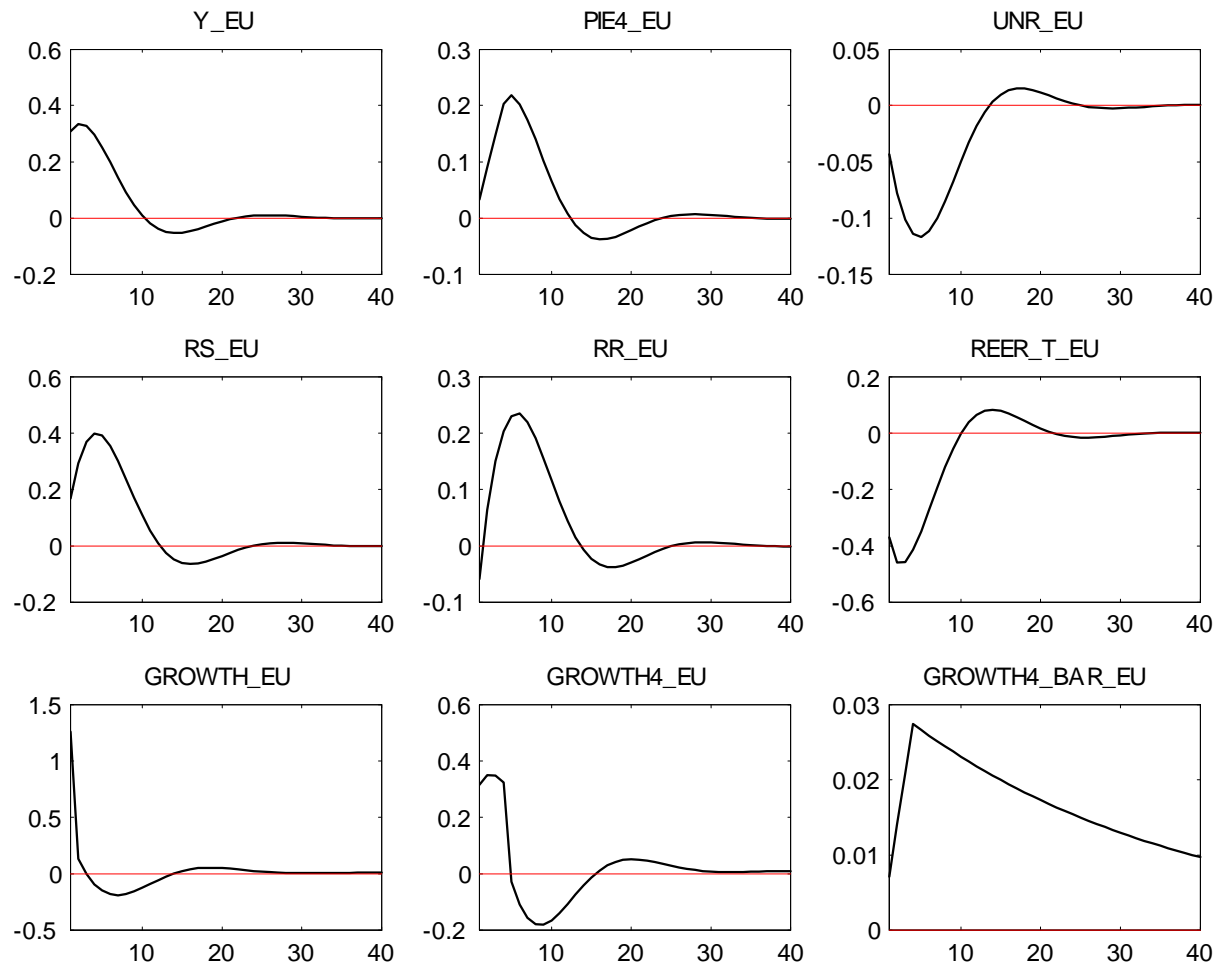 Y_EU PIE4_EU UNR_EU
0.6 0.3 0.05
0.4 0.2 0
0.2 0.1 -0.05
0 0 -0.1
-0.2 -0.1 -0.15
10 20 30 40 10 20 30 40 10 20 30 40
RS_EU RR_EU REER_T_EU
0.6 0.3 0.2
0.4 0.2 0
0.2 0.1 -0.2
0 0 -0.4
-0.2 -0.1 -0.6
10 20 30 40 10 20 30 40 10 20 30 40
GROWTH_EU GROWTH4_EU GROWTH4_BAR_EU
1.5 0.6 0.03
1 0.4 0.02
0.5 0.2 0.01
0 0 0
-0.5 -0.2
10 20 30 40 10 20 30 40 10 20 30 40